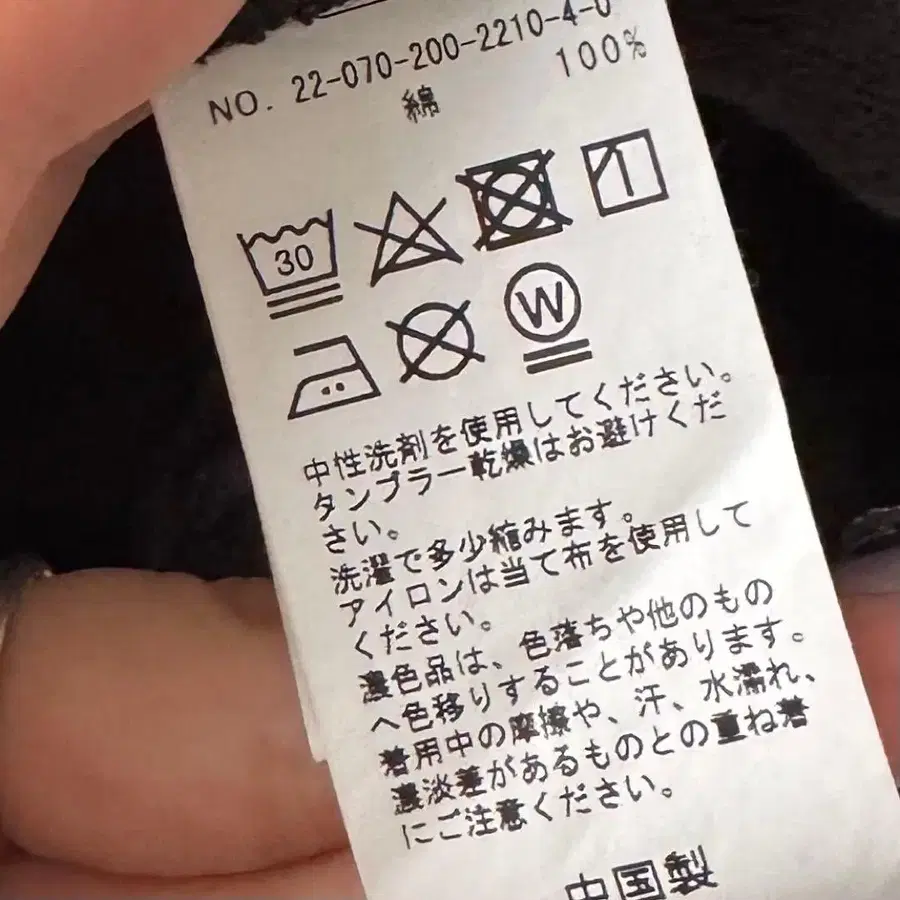 NO. 22-070-200-2210-4-0
綿 100%
30
W
中性洗剤を使用してください。
タンブラー乾燥はお避けくだ
さい。
洗濯で多少縮みます。
アイロンは当て布を使用して
ください。
濃色品は、色落ちや他のもの
へ色移りすることがあります。
着用中の摩擦や、汗、水濡れ、
濃淡差があるものとの重ね着
にご注意ください。
中国製